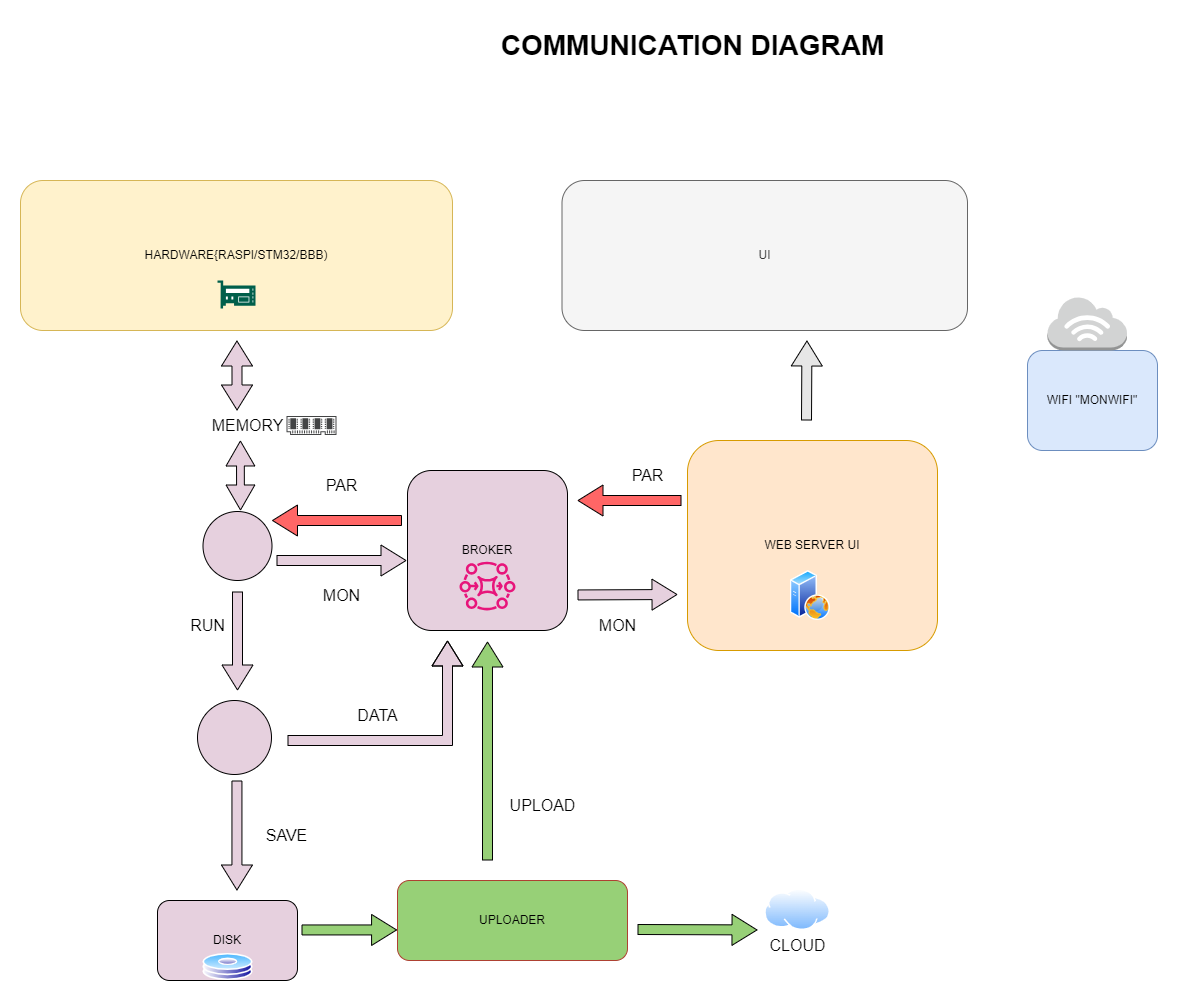 COMMUNICATION DIAGRAM
HARDWARE{RASPI/STM32/BBB)
UI
WIFI "MONWIFI"
MEMORY
PAR
PAR
BROKER
WEB SERVER UI
MON
MON
RUN
DATA
UPLOAD
SAVE
UPLOADER
DISK
CLOUD